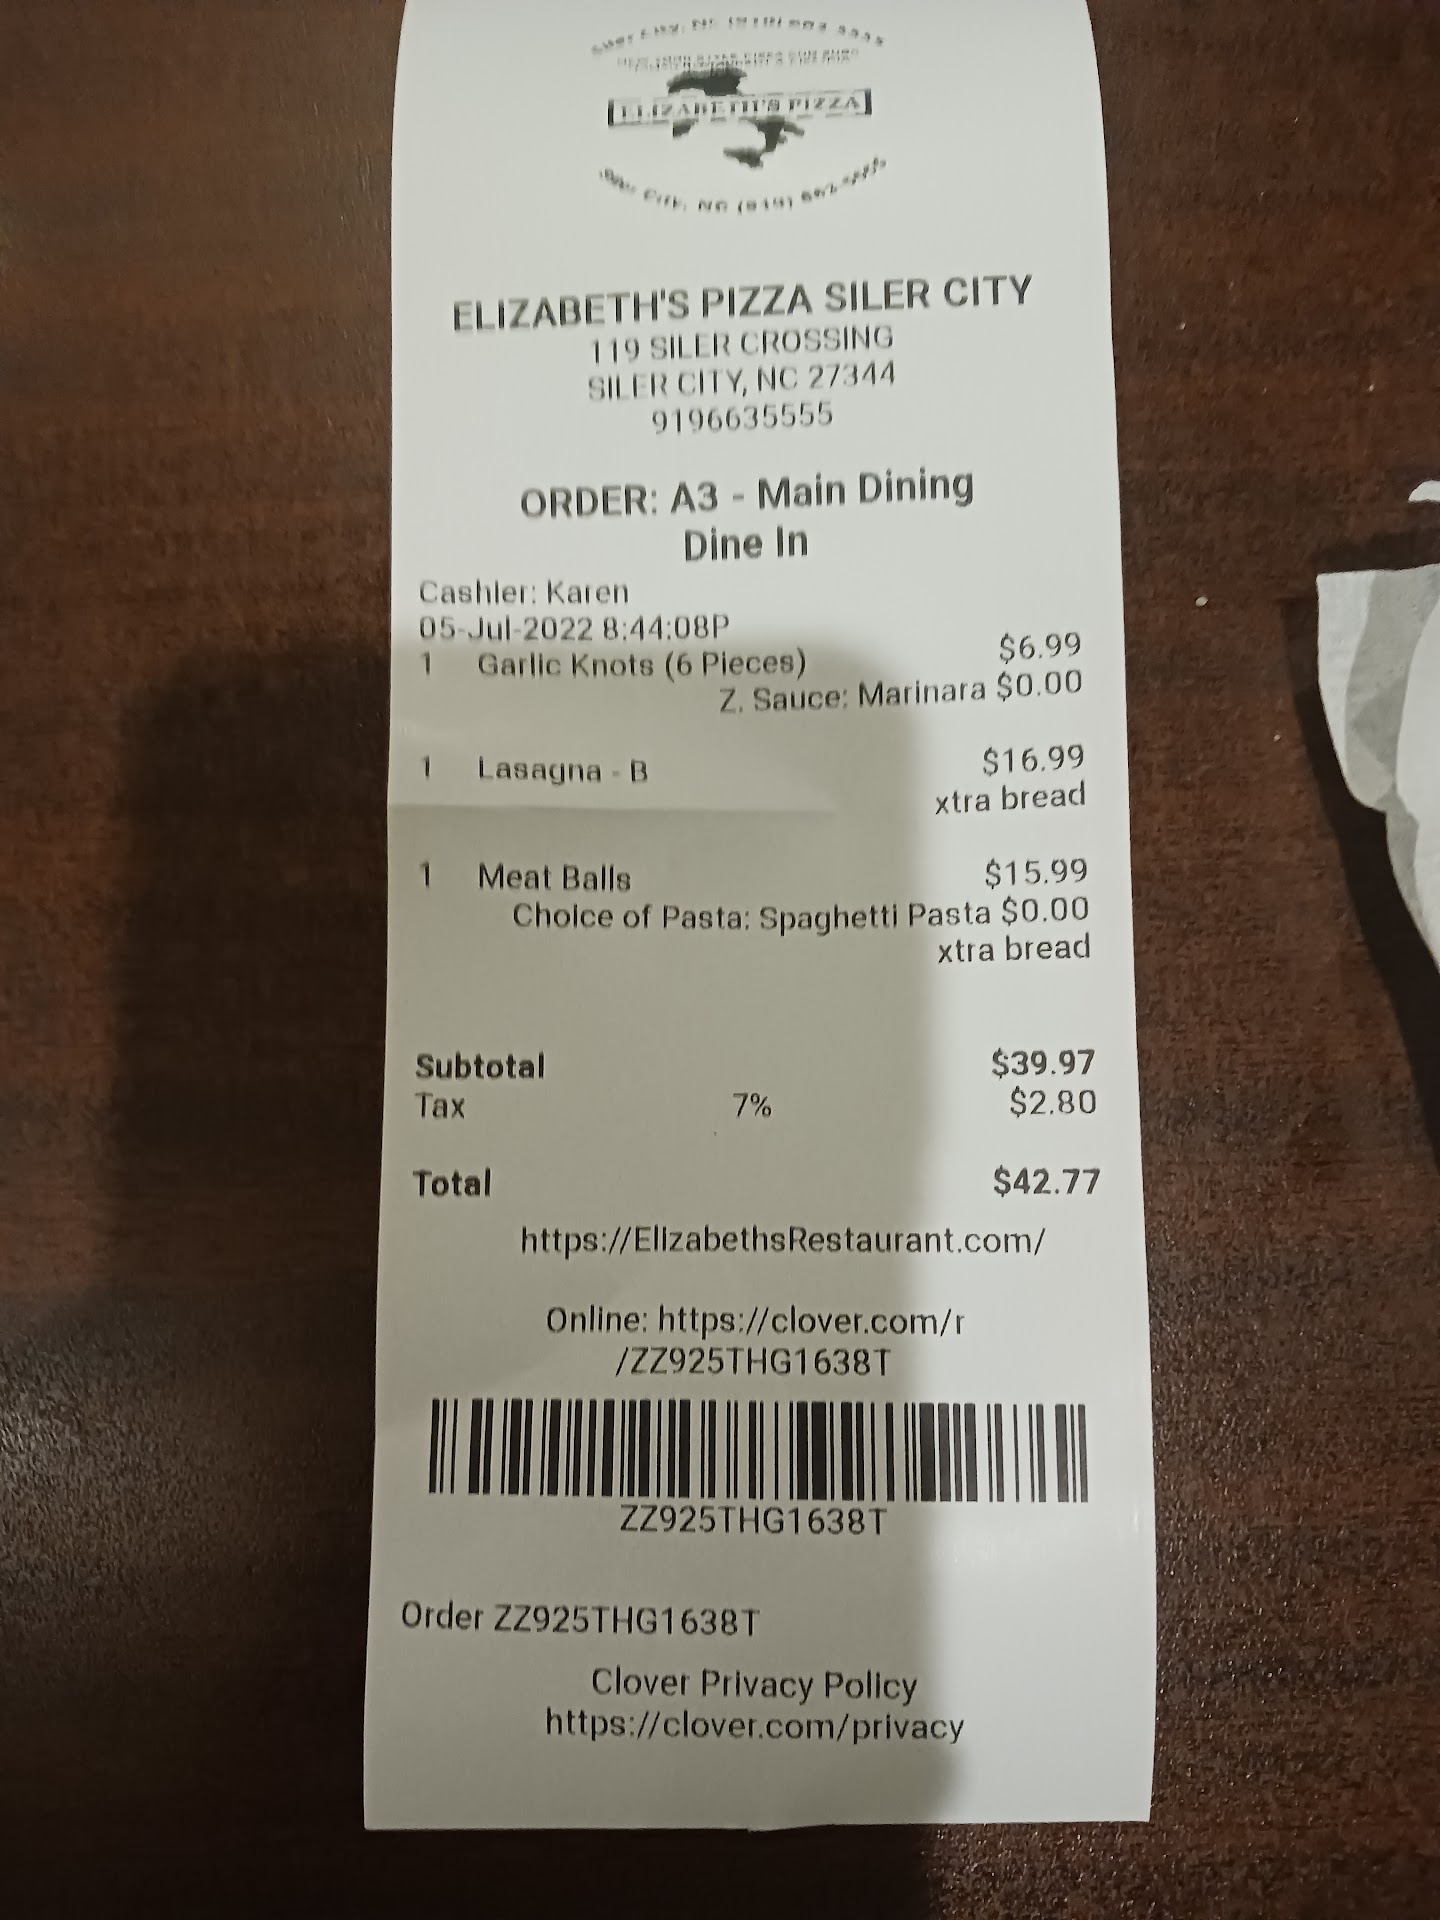 ELIZABETH'S PIZZA
ELIZABETH'S PIZZA SILER CITY
119 SILER CROSSING
SILER CITY, NC 27344
9196635555
ORDER: A3 - Main Dining
Dine In
Cashier: Karen
05-Jul-2022 8:44:08P
1 Garlic Knots (6 Pieces) $6.99
Z. Sauce: Marinara $0.00
1 Lasagna - B $16.99
xtra bread
1 Meat Balls $15.99
Choice of Pasta: Spaghetti Pasta $0.00
xtra bread
Subtotal $39.97
Tax 7% $2.80
Total $42.77
https://ElizabethsRestaurant.com/
Online: https://clover.com/r
/ZZ925THG1638T
ZZ925THG1638T
Order ZZ925THG1638T
Clover Privacy Policy
https://clover.com/privacy